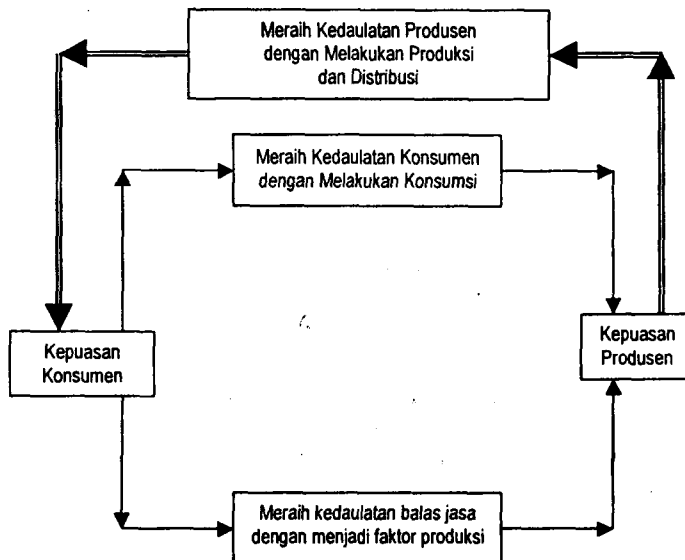 Meraih Kedaulatan Produsen
dengan Melakukan Produksi
dan Distribusi
Meraih Kedaulatan Konsumen
dengan Melakukan Konsumsi
Kepuasan
Konsumen
Kepuasan
Produsen
Meraih kedaulatan balas jasa
dengan menjadi faktor produksi